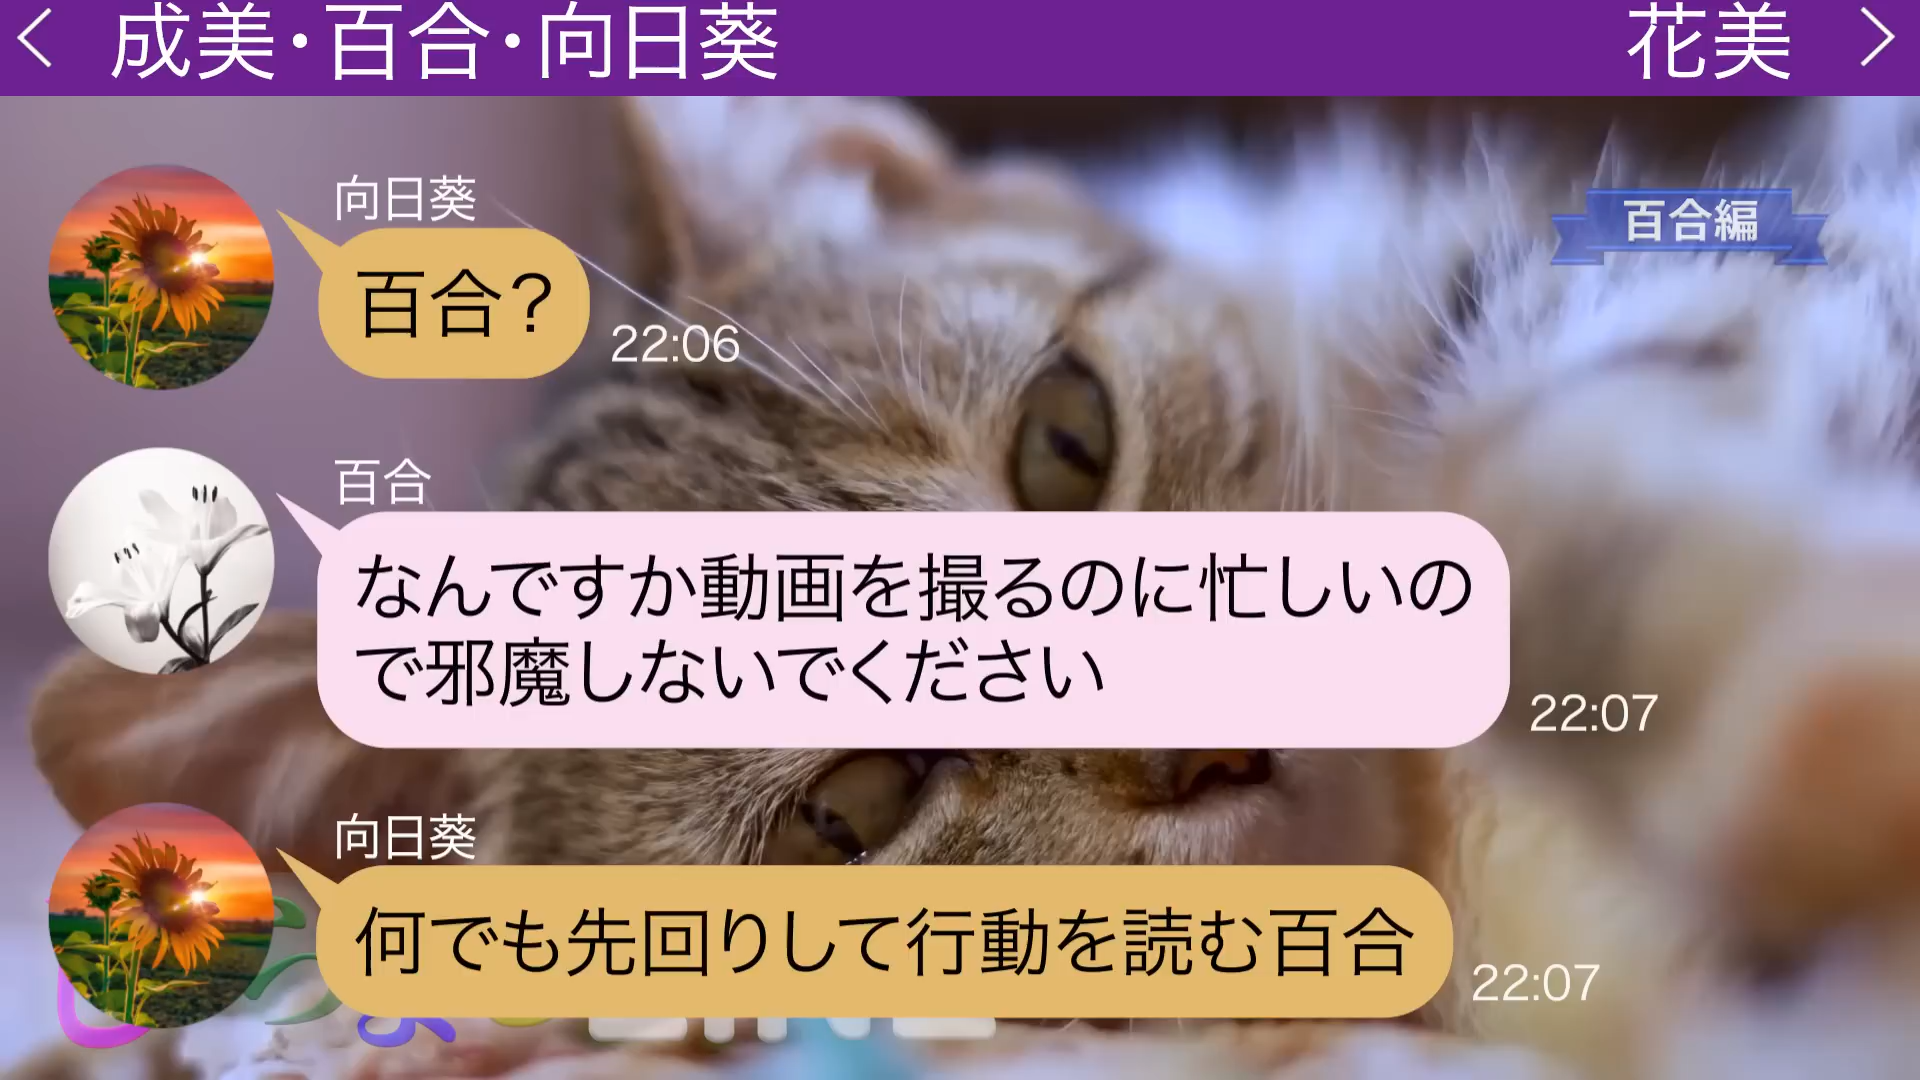 成美・百合・向日葵
花美
百合編
向日葵
百合？
22:06
百合
なんですか動画を撮るのに忙しいの
で邪魔しないでください
22:07
向日葵
何でも先回りして行動を読む百合
22:07